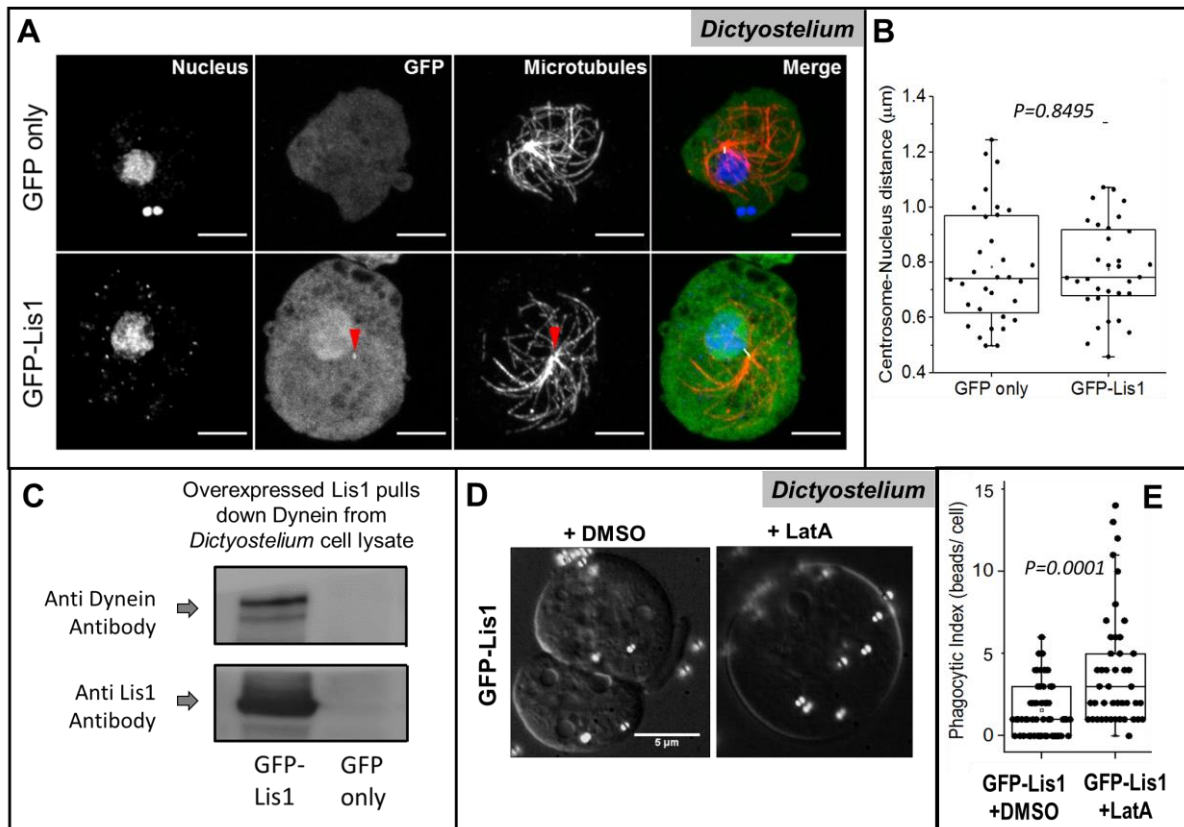 A
Dictyostelium
Nucleus
GFP
Microtubules
Merge
GFP only
GFP-Lis1
B
Centrosome-Nucleus distance (μm)
1.4
1.2
1.0
0.8
0.6
0.4
P=0.8495
GFP only
GFP-Lis1
C
Overexpressed Lis1 pulls
down Dynein from
Dictyostelium cell lysate
Anti Dynein
Antibody
Anti Lis1
Antibody
GFP-
Lis1
GFP
only
D
Dictyostelium
+ DMSO
+ LatA
GFP-Lis1
5 μm
E
Phagocytic Index (beads/ cell)
15
10
5
0
P=0.0001
GFP-Lis1
+DMSO
GFP-Lis1
+LatA